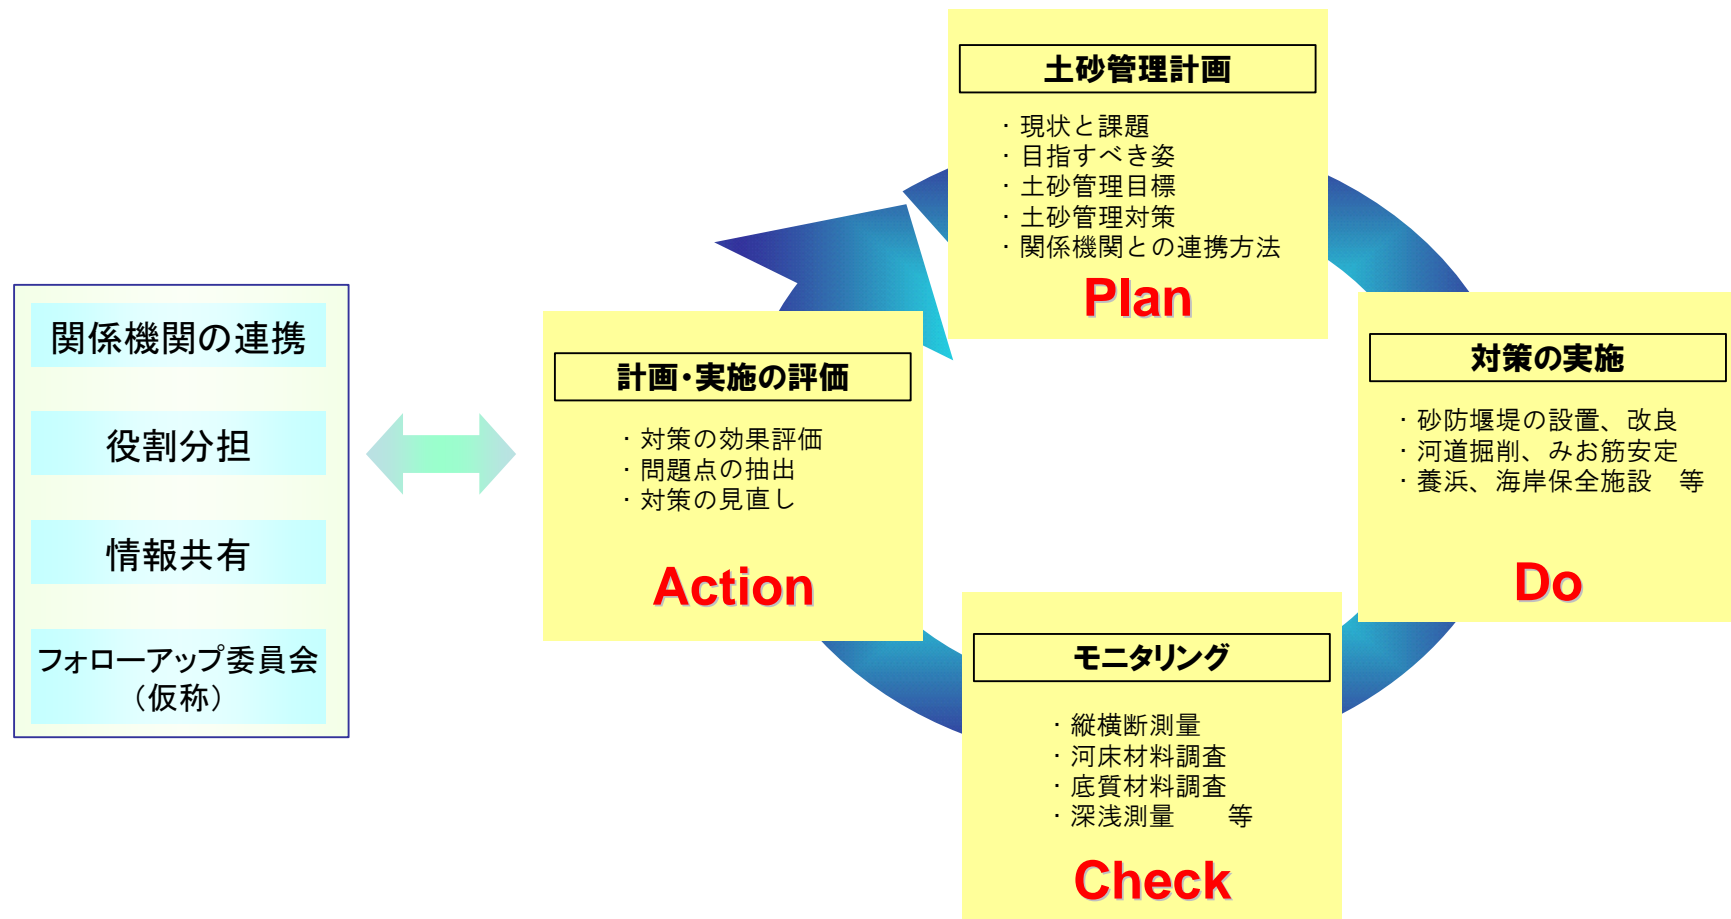 土砂管理計画
・現状と課題
・目指すべき姿
・土砂管理目標
・土砂管理対策
・関係機関との連携方法
Plan
対策の実施
・砂防堰堤の設置、改良
・河道掘削、みお筋安定
・養浜、海岸保全施設　等
Do
モニタリング
・縦横断測量
・河床材料調査
・底質材料調査
・深浅測量　　等
Check
計画・実施の評価
・対策の効果評価
・問題点の抽出
・対策の見直し
Action
関係機関の連携
役割分担
情報共有
フォローアップ委員会
（仮称）